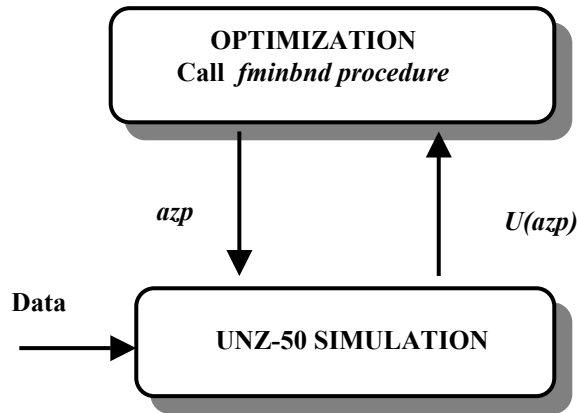 OPTIMIZATION
Call fminbnd procedure
azp
U(azp)
Data
UNZ-50 SIMULATION